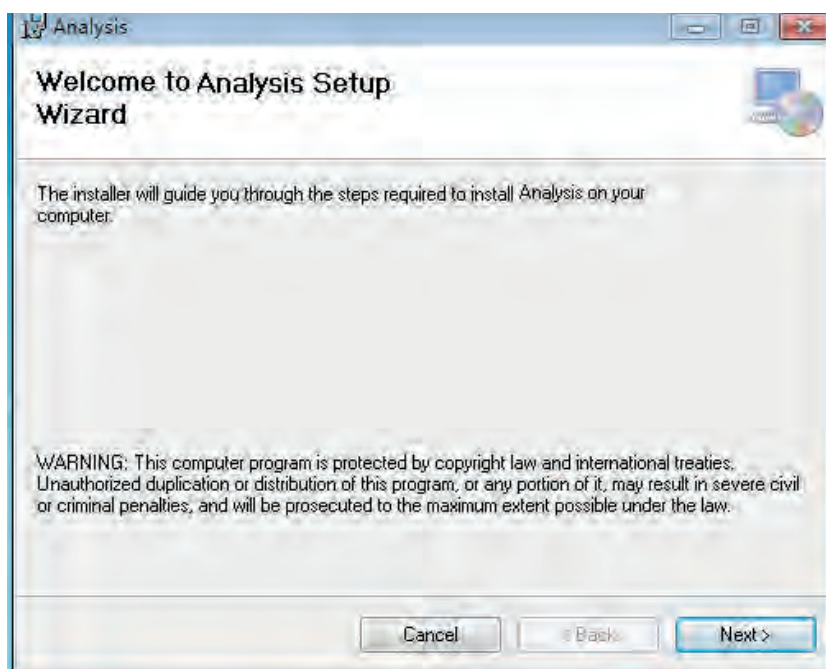 Analysis
Welcome to Analysis Setup
Wizard
The installer will guide you through the steps required to install Analysis on your
computer.
WARNING: This computer program is protected by copyright law and international treaties.
Unauthorized duplication or distribution of this program, or any portion of it, may result in severe civil
or criminal penalties, and will be prosecuted to the maximum extent possible under the law.
Cancel < Back Next >